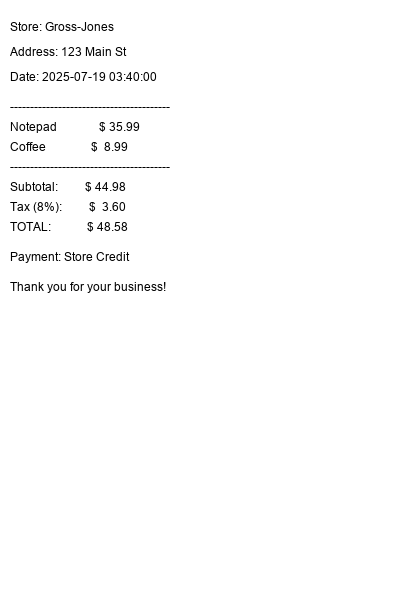 Store: Gross-Jones
Address: 123 Main St
Date: 2025-07-19 03:40:00
----------------------------------------
Notepad $ 35.99
Coffee $ 8.99
----------------------------------------
Subtotal: $ 44.98
Tax (8%): $ 3.60
TOTAL: $ 48.58
Payment: Store Credit
Thank you for your business!